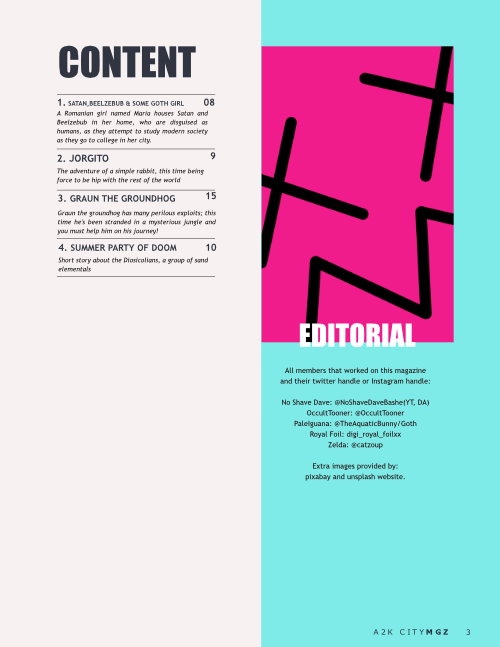 CONTENT
1. SATAN,BEELZEBUB & SOME GOTH GIRL 08
A Romanian girl named Maria houses Satan and
Beelzebub in her home, who are disguised as
humans, as they attempt to study modern society
as they go to college in her city.
2. JORGITO 9
The adventure of a simple rabbit, this time being
force to be hip with the rest of the world
3. GRAUN THE GROUNDHOG 15
Graun the groundhog has many perilous exploits; this
time he's been stranded in a mysterious jungle and
you must help him on his journey!
4. SUMMER PARTY OF DOOM 10
Short story about the Diosicolians, a group of sand
elementals
EDITORIAL
All members that worked on this magazine
and their twitter handle or Instagram handle:
No Shave Dave: @NoShaveDaveBashe(YT, DA)
OccultTooner: @OccultTooner
PaleIguana: @TheAquaticBunny/Goth
Royal Foil: digi_royal_foilxx
Zelda: @catzoup
Extra images provided by:
pixabay and unsplash website.
A2K CITYMGZ 3